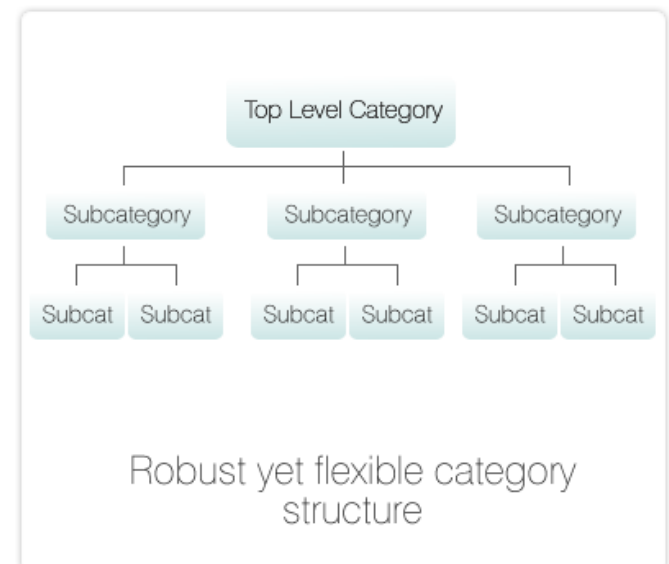 Top Level Category
Subcategory Subcategory Subcategory
Subcat Subcat Subcat Subcat Subcat Subcat
Robust yet flexible category
structure